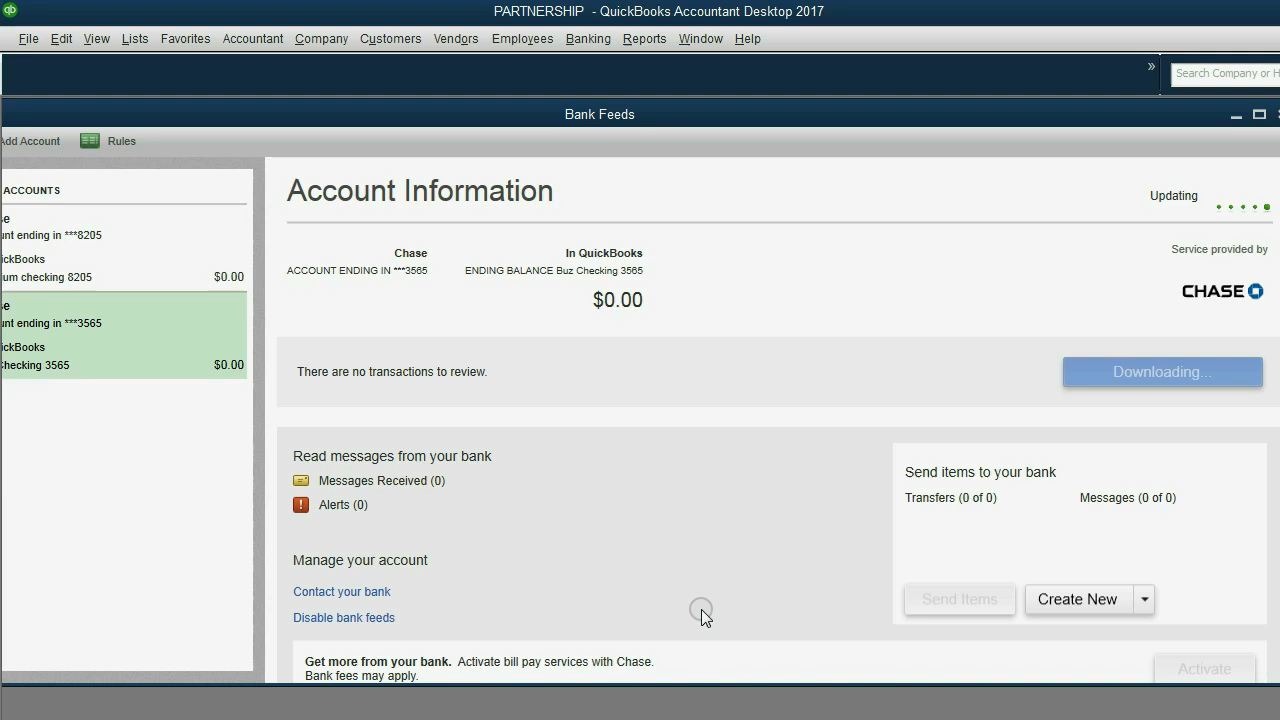 qb
PARTNERSHIP - QuickBooks Accountant Desktop 2017
File Edit View Lists Favorites Accountant Company Customers Vendors Employees Banking Reports Window Help
» Search Company or H
Bank Feeds
Add Account Rules
ACCOUNTS
se
unt ending in ***8205
ickBooks
um checking 8205 $0.00
se
unt ending in ***3565
ickBooks
Checking 3565 $0.00
Account Information
Updating
Chase
ACCOUNT ENDING IN ***3565
In QuickBooks
ENDING BALANCE Buz Checking 3565
$0.00
Service provided by
CHASE
There are no transactions to review.
Downloading...
Read messages from your bank
Messages Received (0)
! Alerts (0)
Manage your account
Contact your bank
Disable bank feeds
Send items to your bank
Transfers (0 of 0) Messages (0 of 0)
Send Items Create New
Get more from your bank. Activate bill pay services with Chase.
Bank fees may apply.
Activate